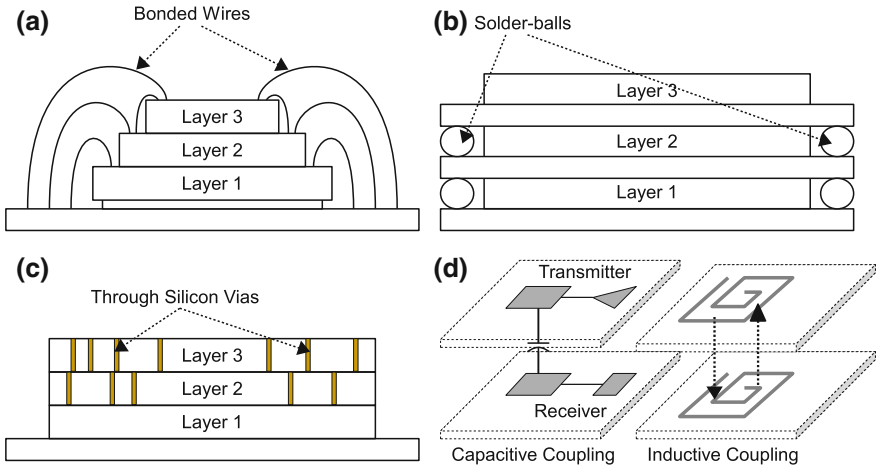 (a)
Bonded Wires
Layer 3
Layer 2
Layer 1
(b)
Solder-balls
Layer 3
Layer 2
Layer 1
(c)
Through Silicon Vias
Layer 3
Layer 2
Layer 1
(d)
Transmitter
Receiver
Capacitive Coupling
Inductive Coupling